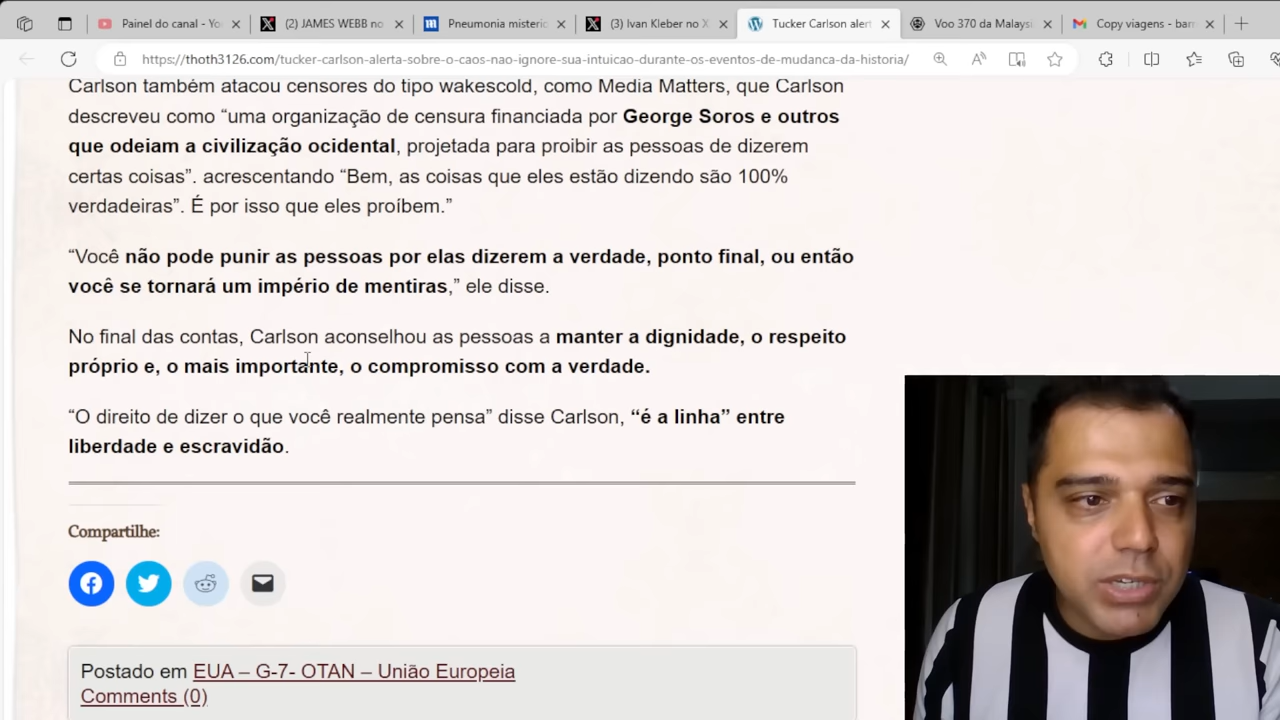 Painel do canal - Yo
(2) JAMES WEBB no
Pneumonia misterio
(3) Ivan Kleber no X
Tucker Carlson alert
Voo 370 da Malays
Copy viagens - barr
https://thoth3126.com/tucker-carlson-alerta-sobre-o-caos-nao-ignore-sua-intuicao-durante-os-eventos-de-mudanca-da-historia/
Carlson também atacou censores do tipo wakescold, como Media Matters, que Carlson
descreveu como “uma organização de censura financiada por George Soros e outros
que odeiam a civilização ocidental, projetada para proibir as pessoas de dizerem
certas coisas”. acrescentando “Bem, as coisas que eles estão dizendo são 100%
verdadeiras”. É por isso que eles proíbem.”
“Você não pode punir as pessoas por elas dizerem a verdade, ponto final, ou então
você se tornará um império de mentiras,” ele disse.
No final das contas, Carlson aconselhou as pessoas a manter a dignidade, o respeito
próprio e, o mais importante, o compromisso com a verdade.
“O direito de dizer o que você realmente pensa” disse Carlson, “é a linha” entre
liberdade e escravidão.
Compartilhe:
Postado em EUA – G-7- OTAN – União Europeia
Comments (0)